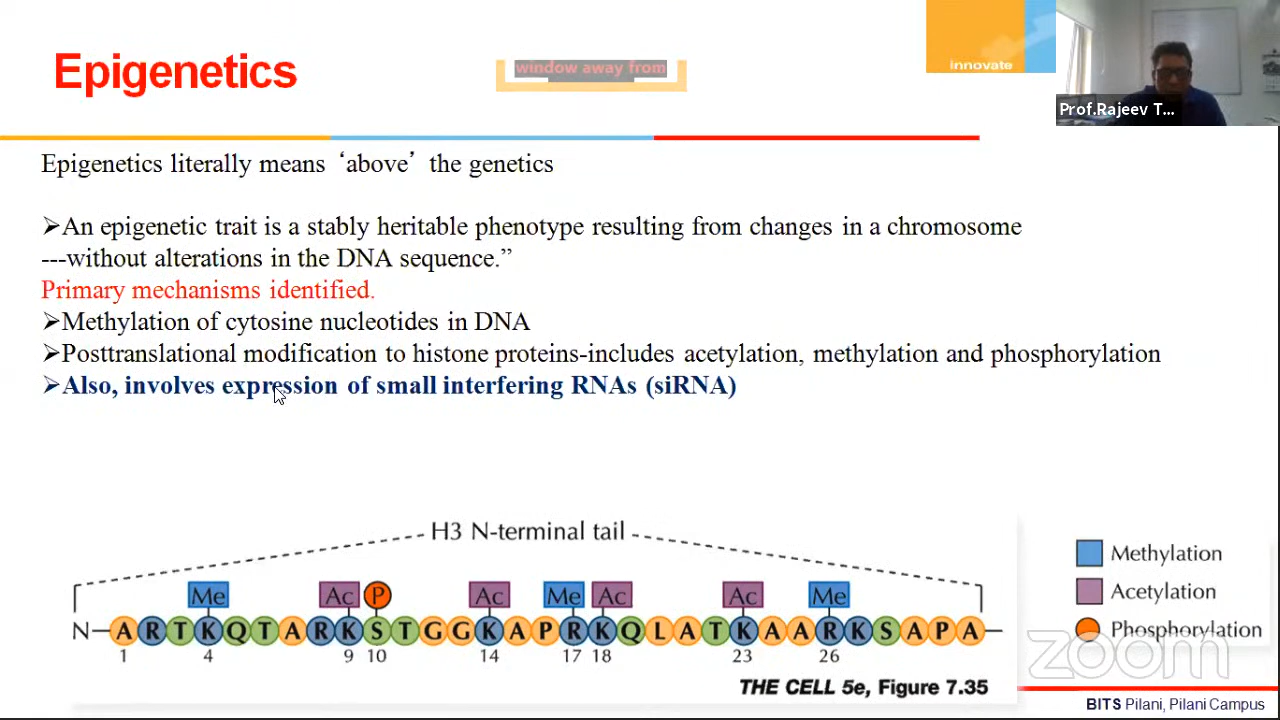 Epigenetics
window away from
innovate
Prof.Rajeev T...
Epigenetics literally means ‘above’ the genetics
➢An epigenetic trait is a stably heritable phenotype resulting from changes in a chromosome
---without alterations in the DNA sequence.”
Primary mechanisms identified.
➢Methylation of cytosine nucleotides in DNA
➢Posttranslational modification to histone proteins-includes acetylation, methylation and phosphorylation
➢Also, involves expression of small interfering RNAs (siRNA)
H3 N-terminal tail
Me Ac P Ac Me Ac Ac Me
N A R T K Q T A R K S T G G K A P R K Q L A T K A A R K S A P A
1 4 9 10 14 17 18 23 26
Methylation
Acetylation
Phosphorylation
zoom
THE CELL 5e, Figure 7.35
BITS Pilani, Pilani Campus